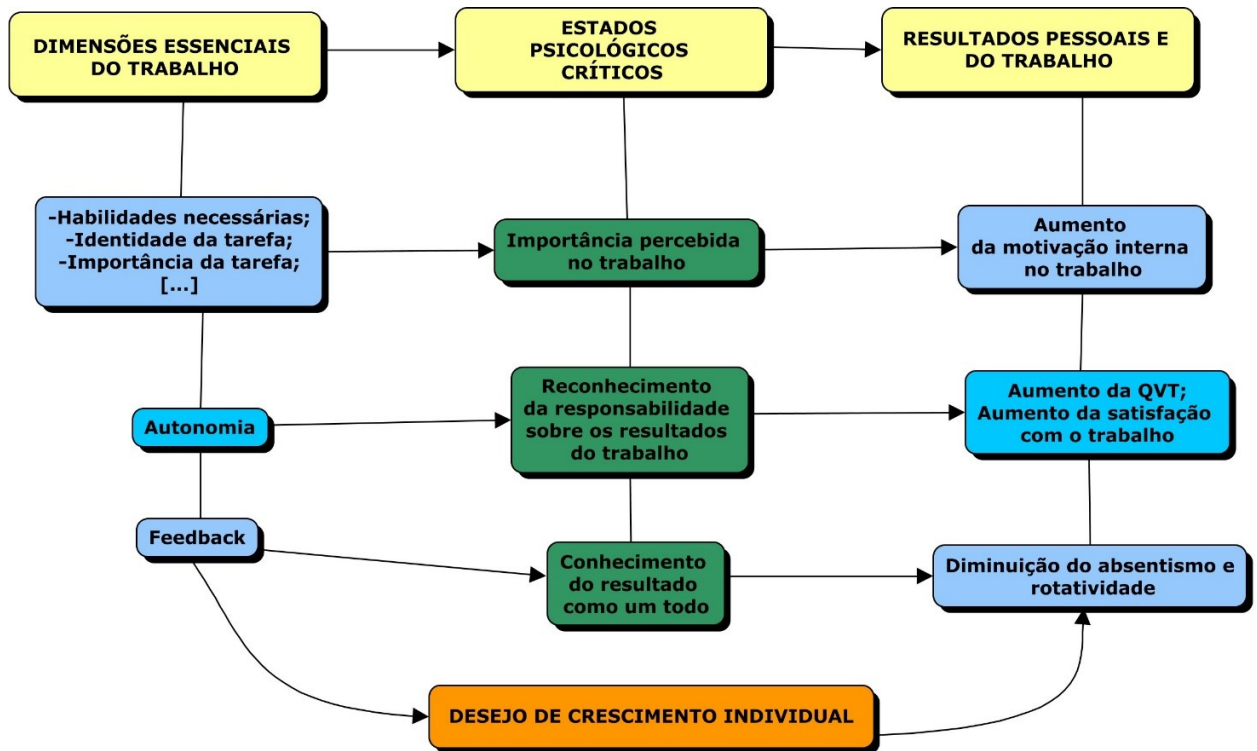 DIMENSÕES ESSENCIAIS
DO TRABALHO
ESTADOS
PSICOLÓGICOS
CRÍTICOS
RESULTADOS PESSOAIS E
DO TRABALHO
-Habilidades necessárias;
-Identidade da tarefa;
-Importância da tarefa;
[...]
Importância percebida
no trabalho
Aumento
da motivação interna
no trabalho
Autonomia
Reconhecimento
da responsabilidade
sobre os resultados
do trabalho
Aumento da QVT;
Aumento da satisfação
com o trabalho
Feedback
Conhecimento
do resultado
como um todo
Diminuição do absentismo e
rotatividade
DESEJO DE CRESCIMENTO INDIVIDUAL